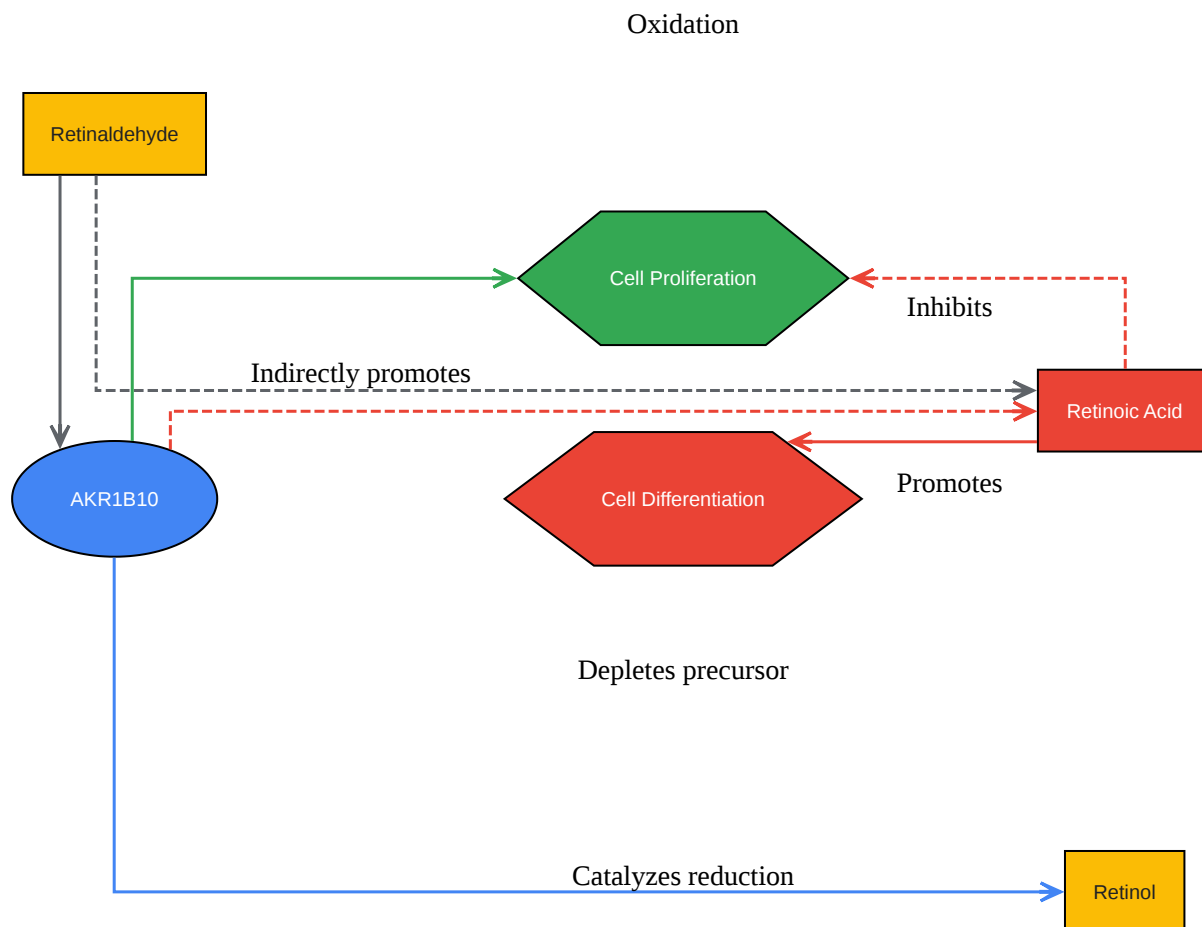 Oxidation
Retinaldehyde
Cell Proliferation
Inhibits
Indirectly promotes
Retinoic Acid
Promotes
AKR1B10
Cell Differentiation
Depletes precursor
Catalyzes reduction
Retinol